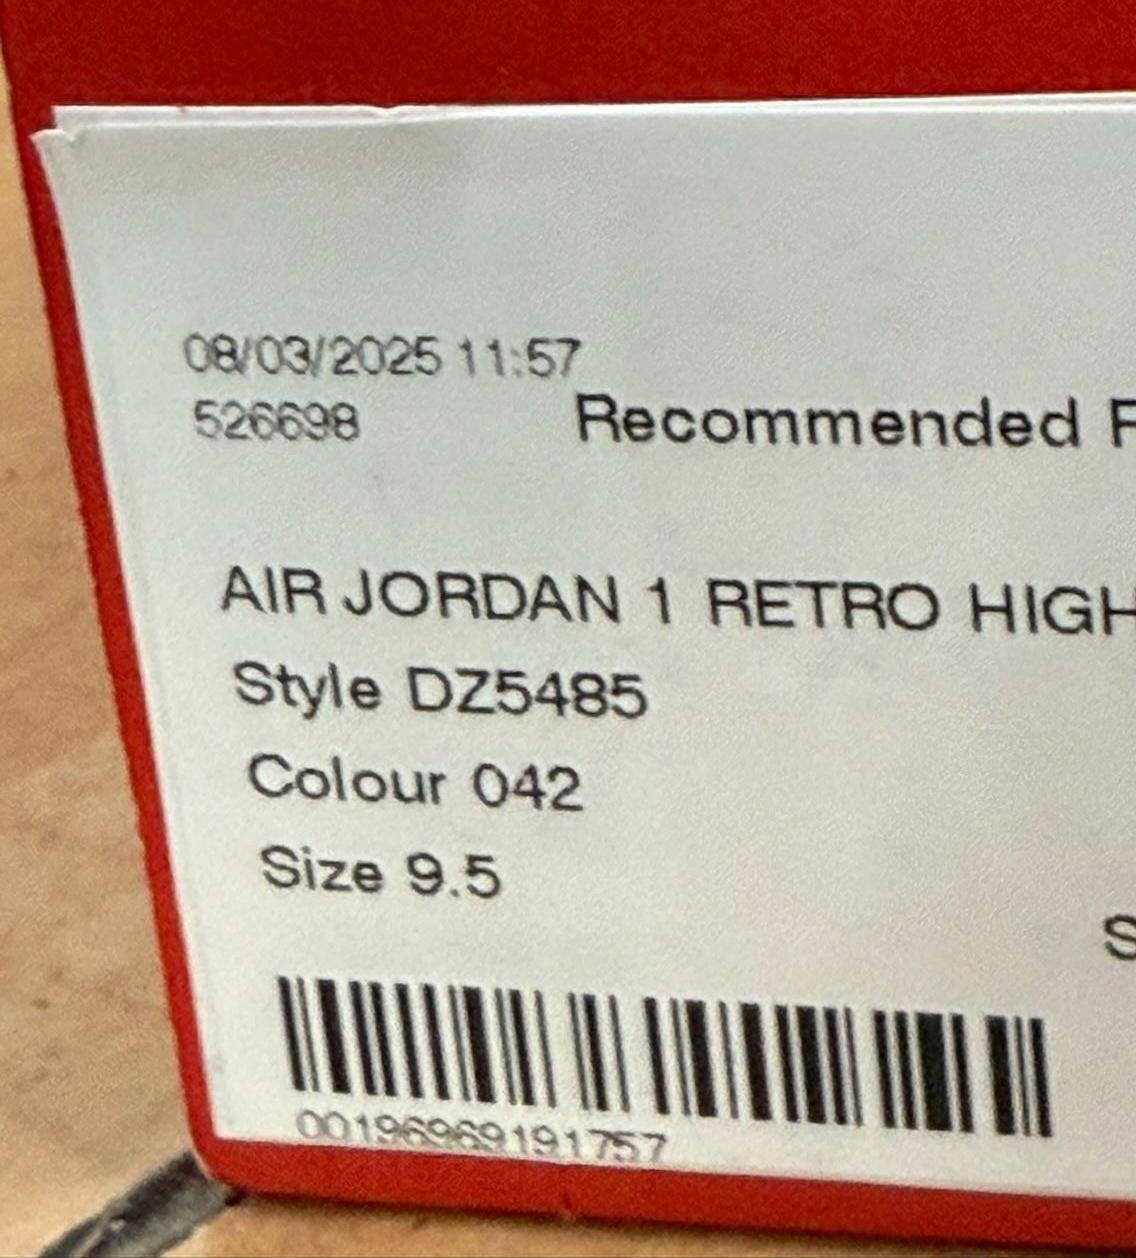 08/03/2025 11:57
526698
Recommended
AIR JORDAN 1 RETRO HIGH
Style DZ5485
Colour 042
Size 9.5
00196969191757